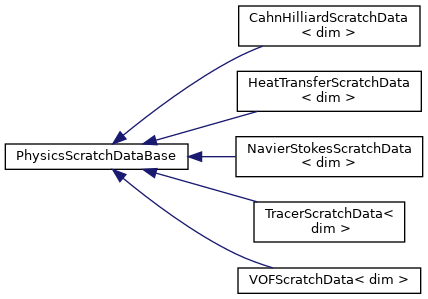 CahnHilliardScratchData
< dim >
HeatTransferScratchData
< dim >
PhysicsScratchDataBase
NavierStokesScratchData
< dim >
TracerScratchData<
dim >
VOFScratchData< dim >